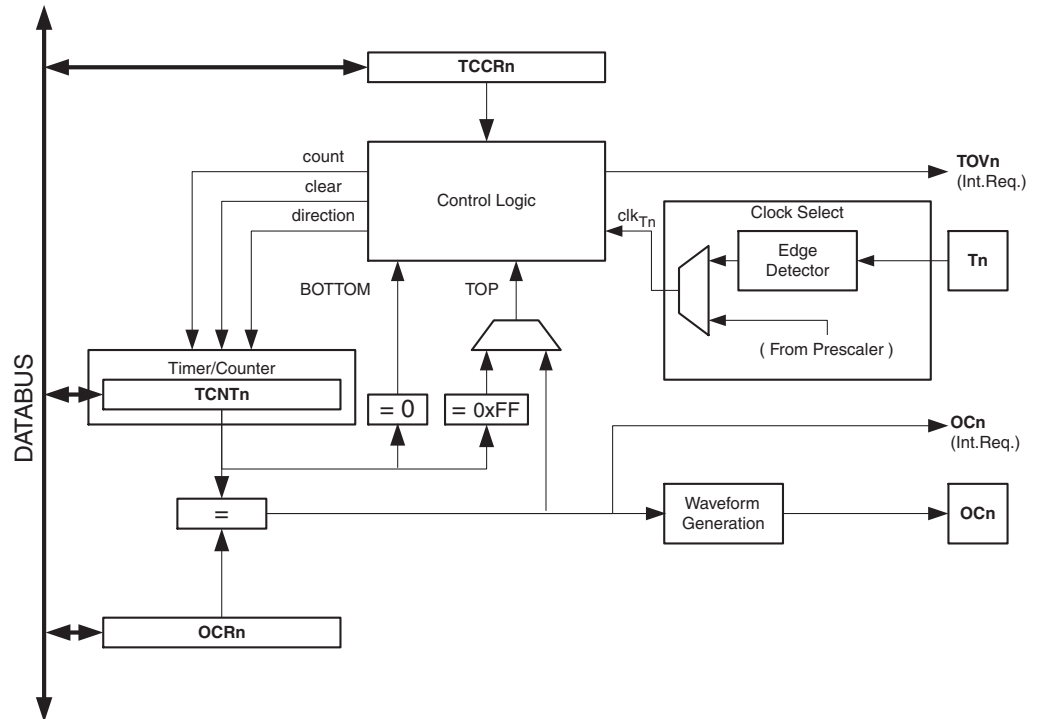 TCCRn
count
clear
direction
Control Logic
TOVn
(Int.Req.)
clkTn
Clock Select
Edge
Detector
Tn
( From Prescaler )
BOTTOM
TOP
DATABUS
Timer/Counter
TCNTn
= 0
= 0xFF
OCn
(Int.Req.)
=
Waveform
Generation
OCn
OCRn